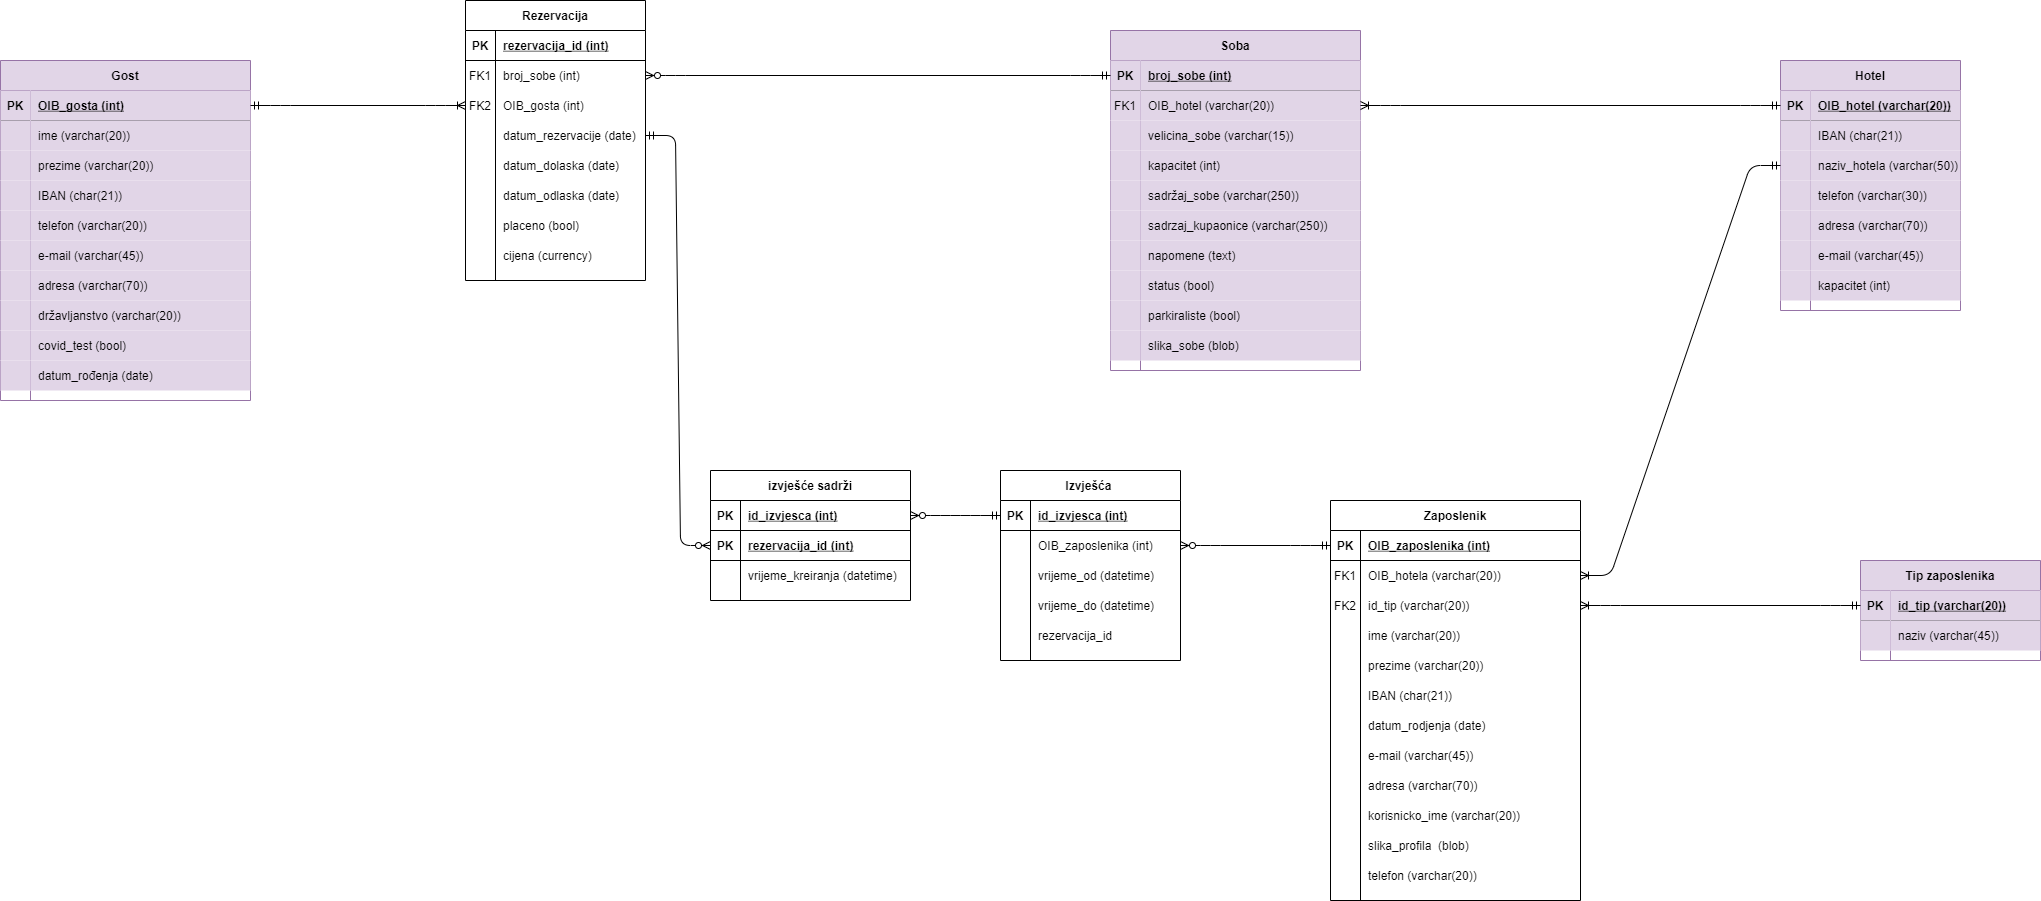 Gost
PK OIB_gosta (int)
ime (varchar(20))
prezime (varchar(20))
IBAN (char(21))
telefon (varchar(20))
e-mail (varchar(45))
adresa (varchar(70))
državljanstvo (varchar(20))
covid_test (bool)
datum_rođenja (date)
Rezervacija
PK rezervacija_id (int)
FK1 broj_sobe (int)
FK2 OIB_gosta (int)
datum_rezervacije (date)
datum_dolaska (date)
datum_odlaska (date)
placeno (bool)
cijena (currency)
Soba
PK broj_sobe (int)
FK1 OIB_hotel (varchar(20))
velicina_sobe (varchar(15))
kapacitet (int)
sadržaj_sobe (varchar(250))
sadrzaj_kupaonice (varchar(250))
napomene (text)
status (bool)
parkiraliste (bool)
slika_sobe (blob)
Hotel
PK OIB_hotel (varchar(20))
IBAN (char(21))
naziv_hotela (varchar(50))
telefon (varchar(30))
adresa (varchar(70))
e-mail (varchar(45))
kapacitet (int)
izvješće sadrži
PK id_izvjesca (int)
PK rezervacija_id (int)
vrijeme_kreiranja (datetime)
Izvješća
PK id_izvjesca (int)
OIB_zaposlenika (int)
vrijeme_od (datetime)
vrijeme_do (datetime)
rezervacija_id
Zaposlenik
PK OIB_zaposlenika (int)
FK1 OIB_hotela (varchar(20))
FK2 id_tip (varchar(20))
ime (varchar(20))
prezime (varchar(20))
IBAN (char(21))
datum_rodjenja (date)
e-mail (varchar(45))
adresa (varchar(70))
korisnicko_ime (varchar(20))
slika_profila (blob)
telefon (varchar(20))
Tip zaposlenika
PK id_tip (varchar(20))
naziv (varchar(45))